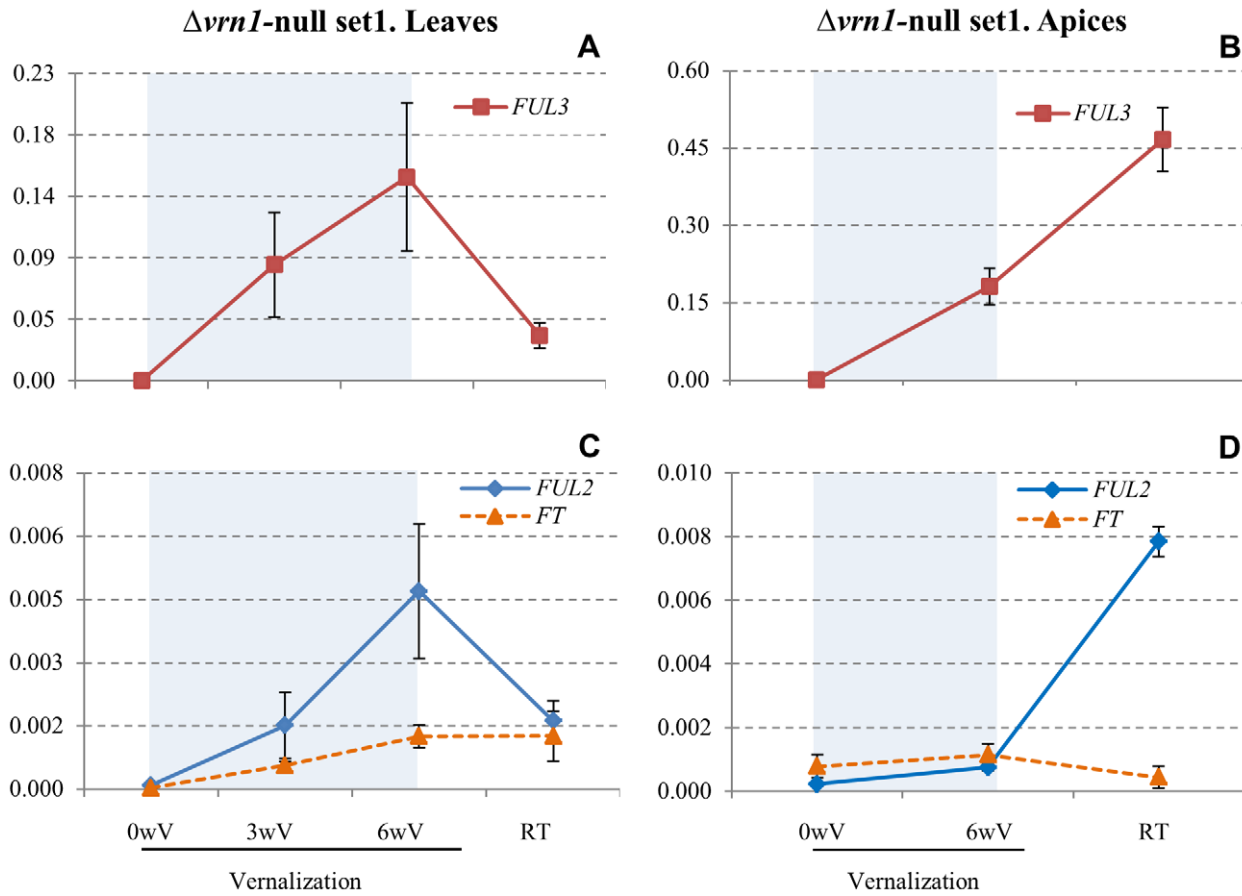 Δvrn1-null set1. Leaves
A
0.23
0.18
0.14
0.09
0.05
0.00
FUL3
Δvrn1-null set1. Apices
B
0.60
0.45
0.30
0.15
0.00
FUL3
C
0.008
0.006
0.005
0.003
0.002
0.000
FUL2
FT
0wV
3wV
6wV
RT
Vernalization
D
0.010
0.008
0.006
0.004
0.002
0.000
FUL2
FT
0wV
6wV
RT
Vernalization